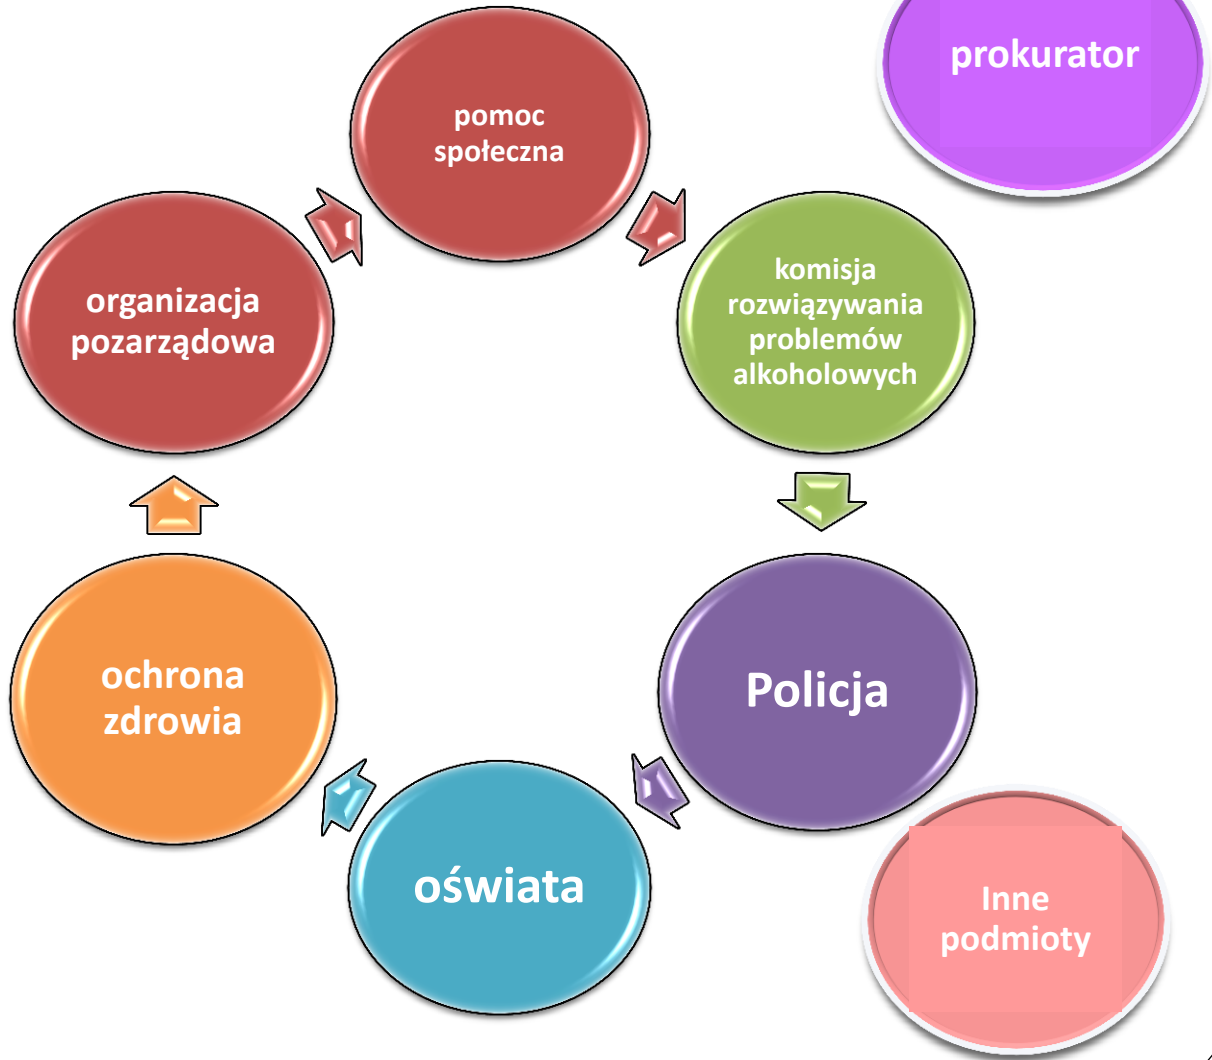 prokurator
pomoc
społeczna
komisja
rozwiązywania
problemów
alkoholowych
organizacja
pozarządowa
Policja
ochrona
zdrowia
oświata
Inne
podmioty